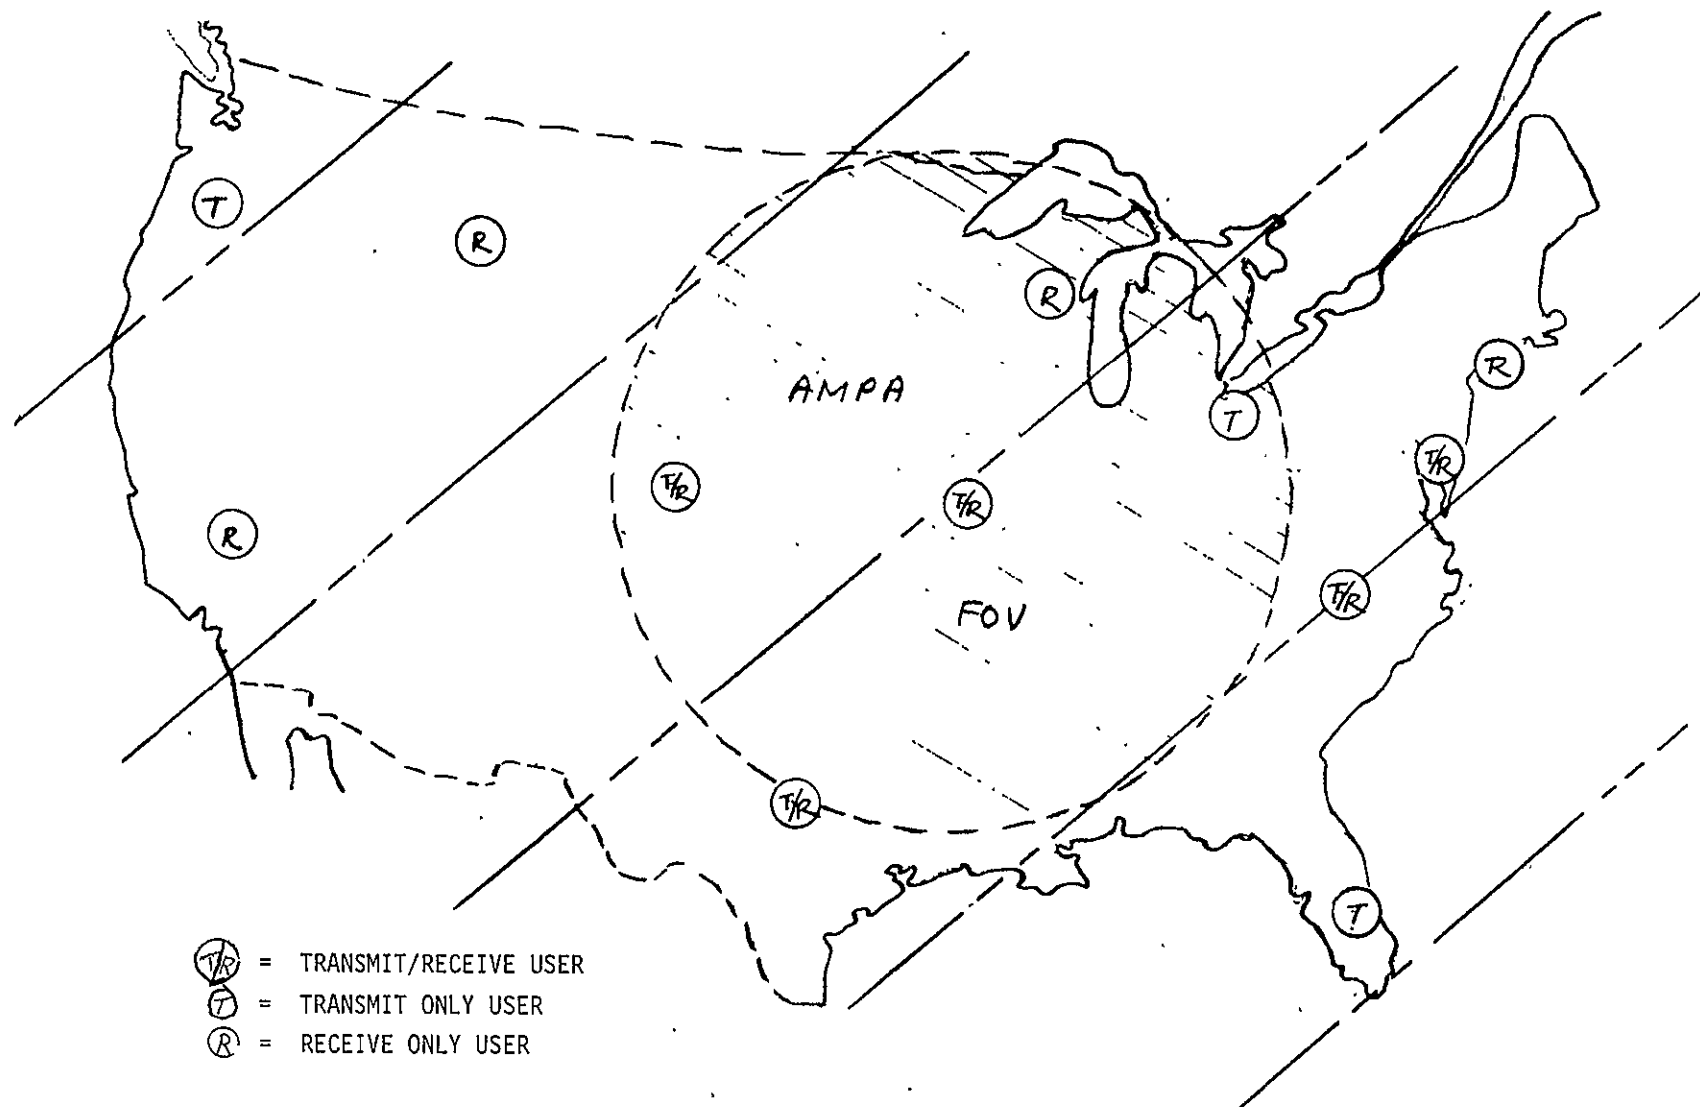 T
R
R
AMPA
T
R
T/R
T/R
T/R
R
T/R
FOV
T/R
T
T/R = TRANSMIT/RECEIVE USER
T = TRANSMIT ONLY USER
R = RECEIVE ONLY USER